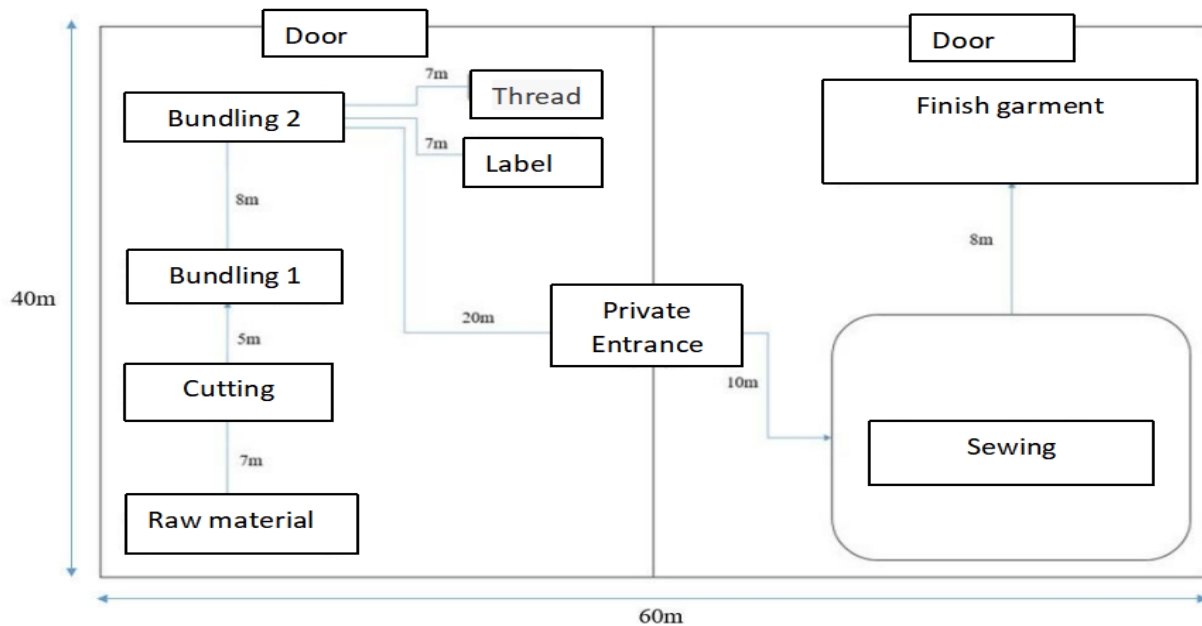 Door
Door
7m
Thread
Finish garment
Bundling 2
7m
Label
8m
8m
Bundling 1
40m
Private
Entrance
20m
5m
Cutting
10m
Sewing
7m
Raw material
60m